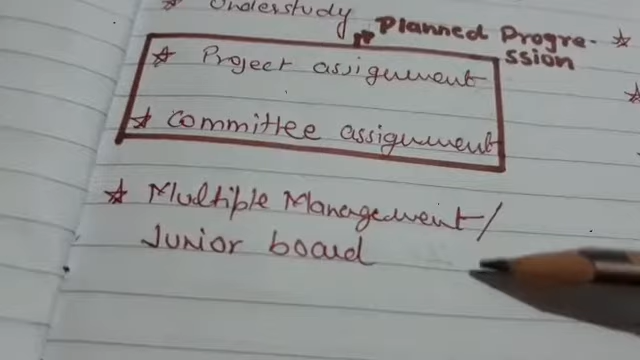 ★ Understudy
Planned Progre-
ssion
★ Project assignment
★ Committee assignment
★ Multiple Management/
Junior board